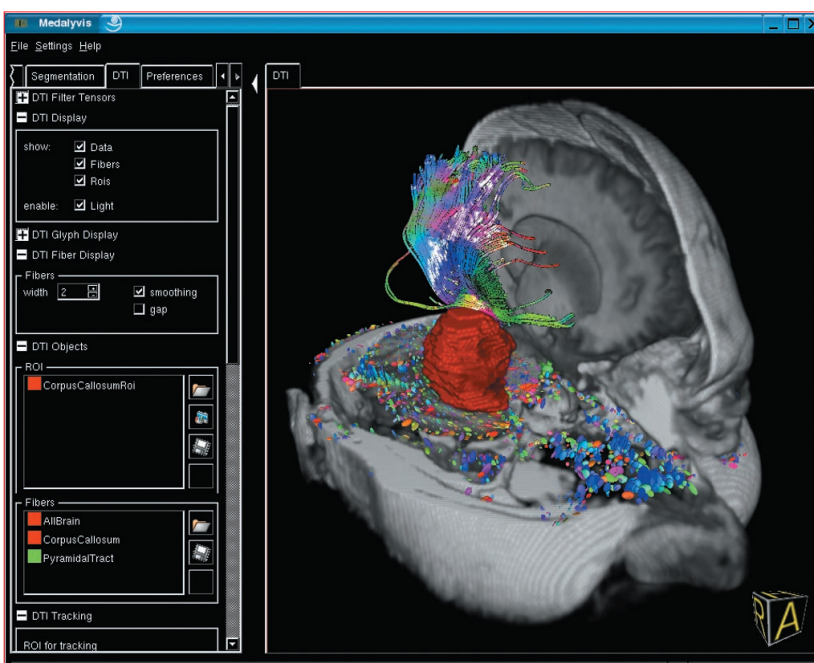 Medalyvis
File Settings Help
Segmentation DTI Preferences
DTI
DTI Filter Tensors
DTI Display
show: Data
Fibers
Rois
enable: Light
DTI Glyph Display
DTI Fiber Display
Fibers
width 2 smoothing
gap
DTI Objects
ROI
CorpusCallosumRoi
Fibers
AllBrain
CorpusCallosum
PyramidalTract
DTI Tracking
ROI for tracking
R A